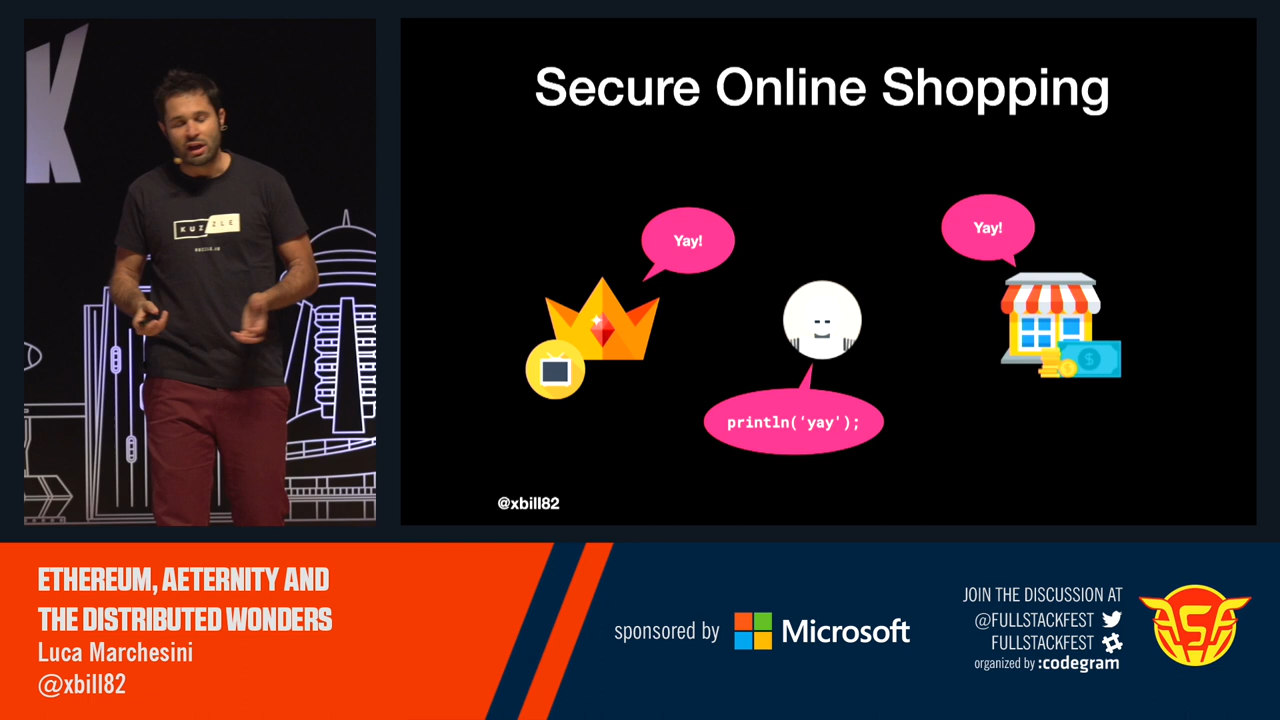 K
KUZZLE
Secure Online Shopping
Yay!
Yay!
println('yay');
@xbill82
ETHEREUM, AETERNITY AND
THE DISTRIBUTED WONDERS
Luca Marchesini
@xbill82
sponsored by Microsoft
JOIN THE DISCUSSION AT
@FULLSTACKFEST
FULLSTACKFEST
organized by :codegram